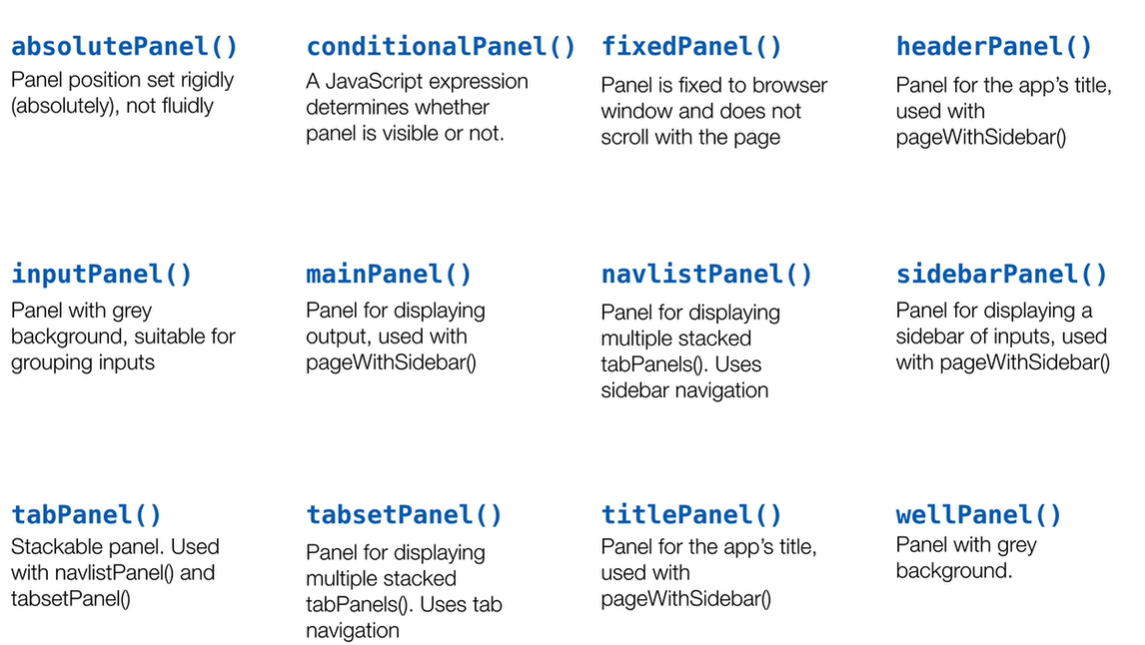 absolutePanel()
Panel position set rigidly
(absolutely), not fluidly
conditionalPanel()
A JavaScript expression
determines whether
panel is visible or not.
fixedPanel()
Panel is fixed to browser
window and does not
scroll with the page
headerPanel()
Panel for the app’s title,
used with
pageWithSidebar()
inputPanel()
Panel with grey
background, suitable for
grouping inputs
mainPanel()
Panel for displaying
output, used with
pageWithSidebar()
navlistPanel()
Panel for displaying
multiple stacked
tabPanels(). Uses
sidebar navigation
sidebarPanel()
Panel for displaying a
sidebar of inputs, used
with pageWithSidebar()
tabPanel()
Stackable panel. Used
with navlistPanel() and
tabsetPanel()
tabsetPanel()
Panel for displaying
multiple stacked
tabPanels(). Uses tab
navigation
titlePanel()
Panel for the app’s title,
used with
pageWithSidebar()
wellPanel()
Panel with grey
background.